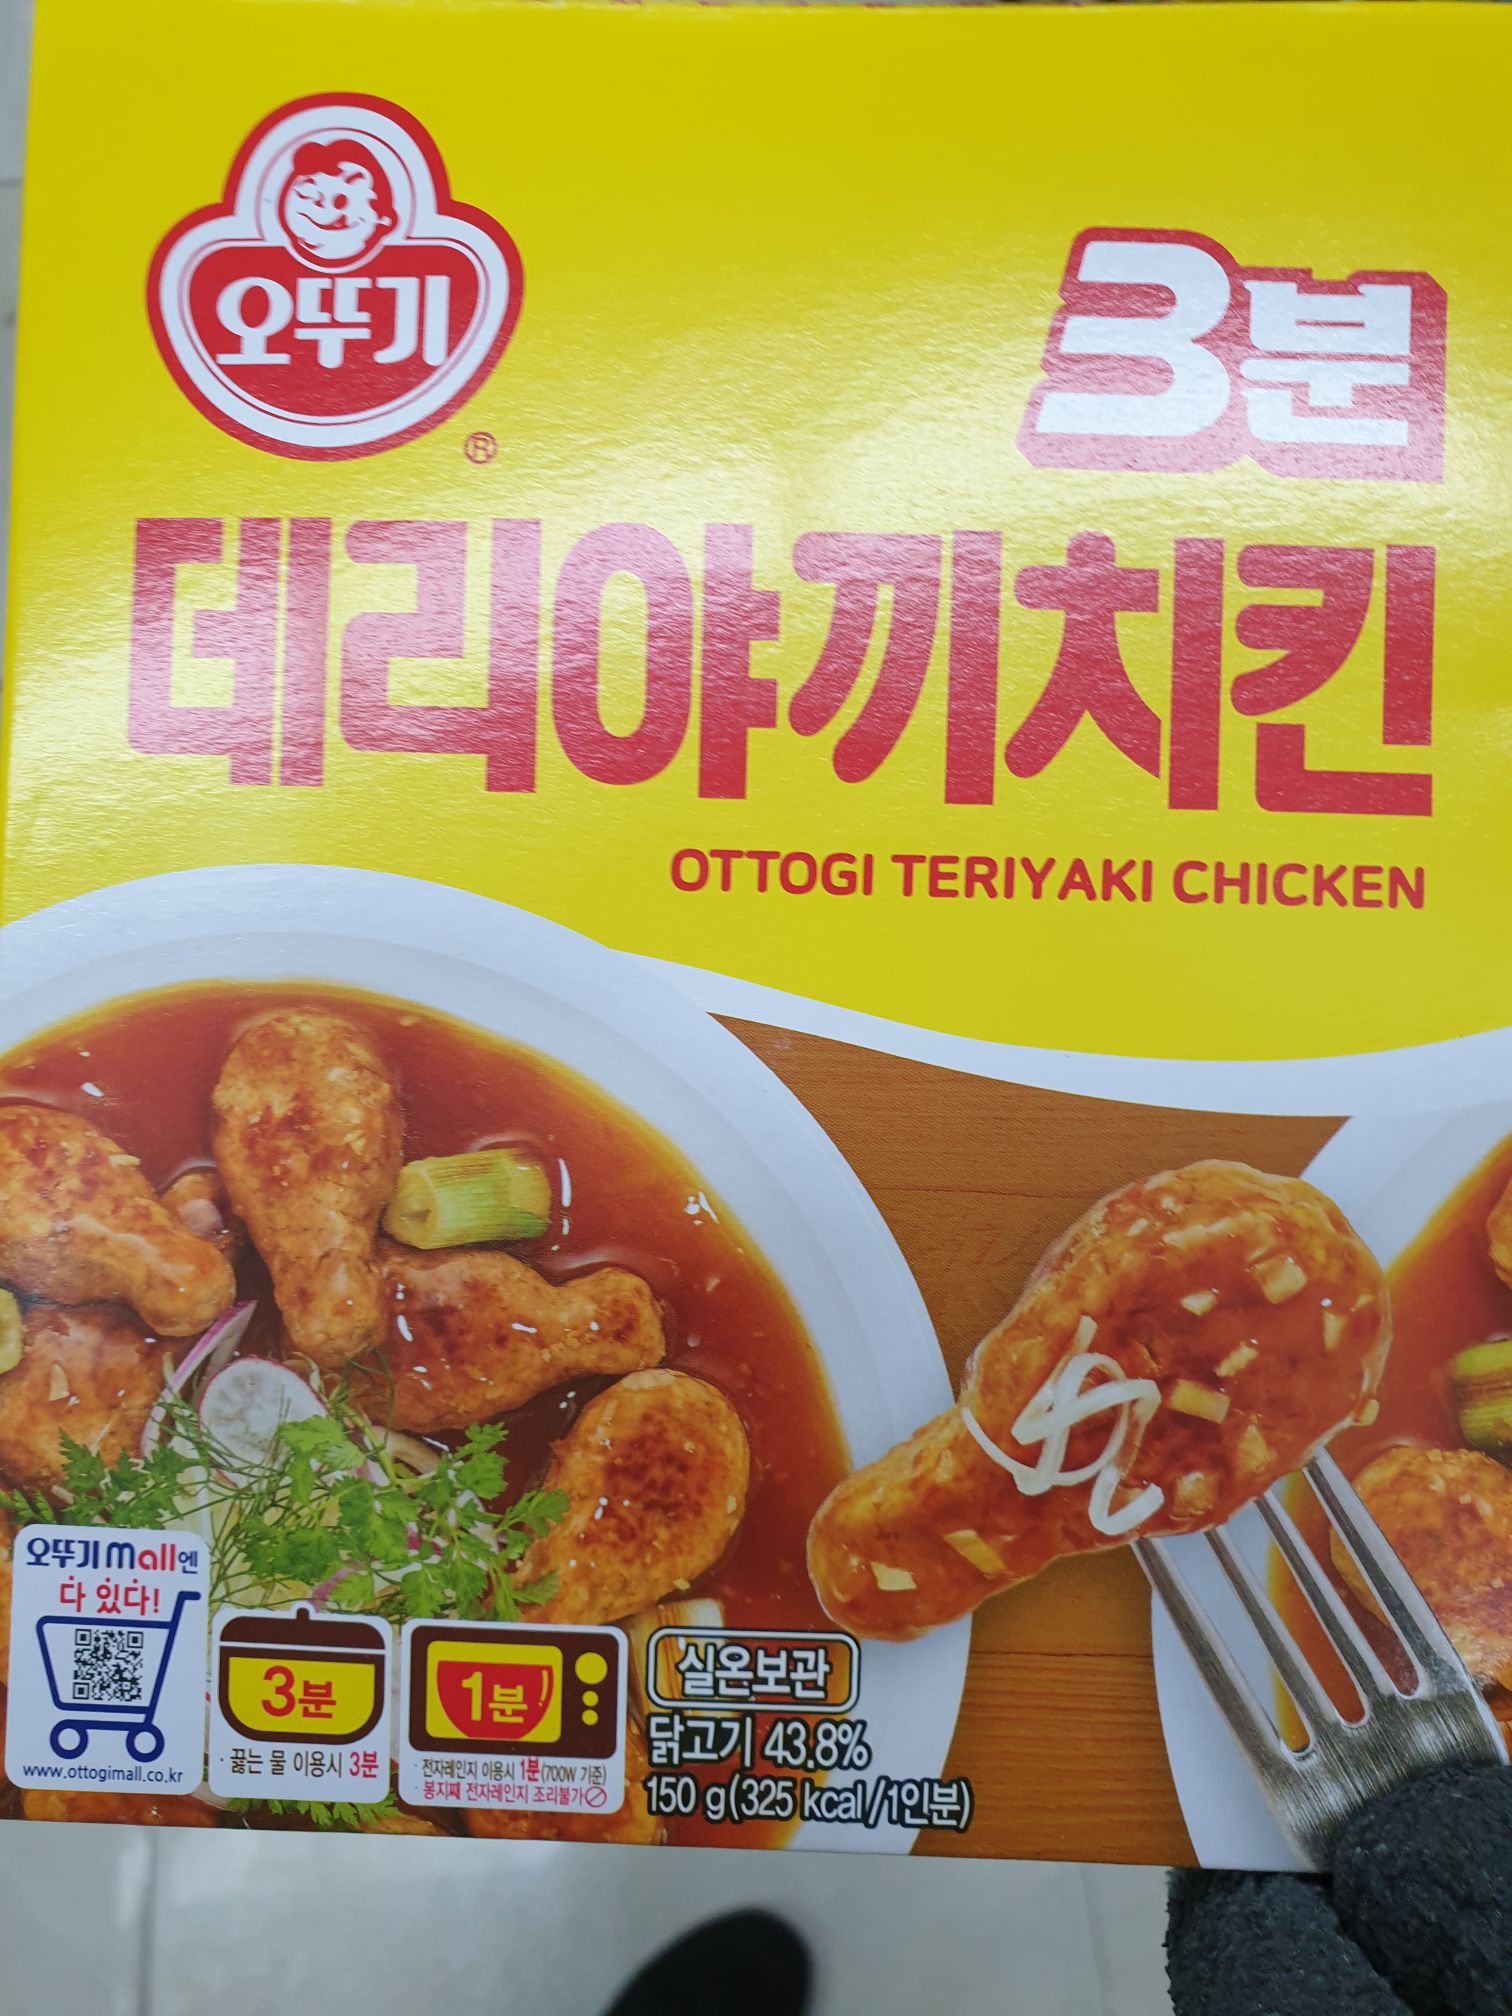 오뚜기
®
3분
데리야끼치킨
OTTOGI TERIYAKI CHICKEN
오뚜기mall엔
다 있다!
www.ottogimall.co.kr
3분
· 끓는 물 이용시 3분
1분
· 전자레인지 이용시 1분(700W 기준)
· 봉지째 전자레인지 조리불가
실온보관
닭고기 43.8%
150 g(325 kcal/1인분)